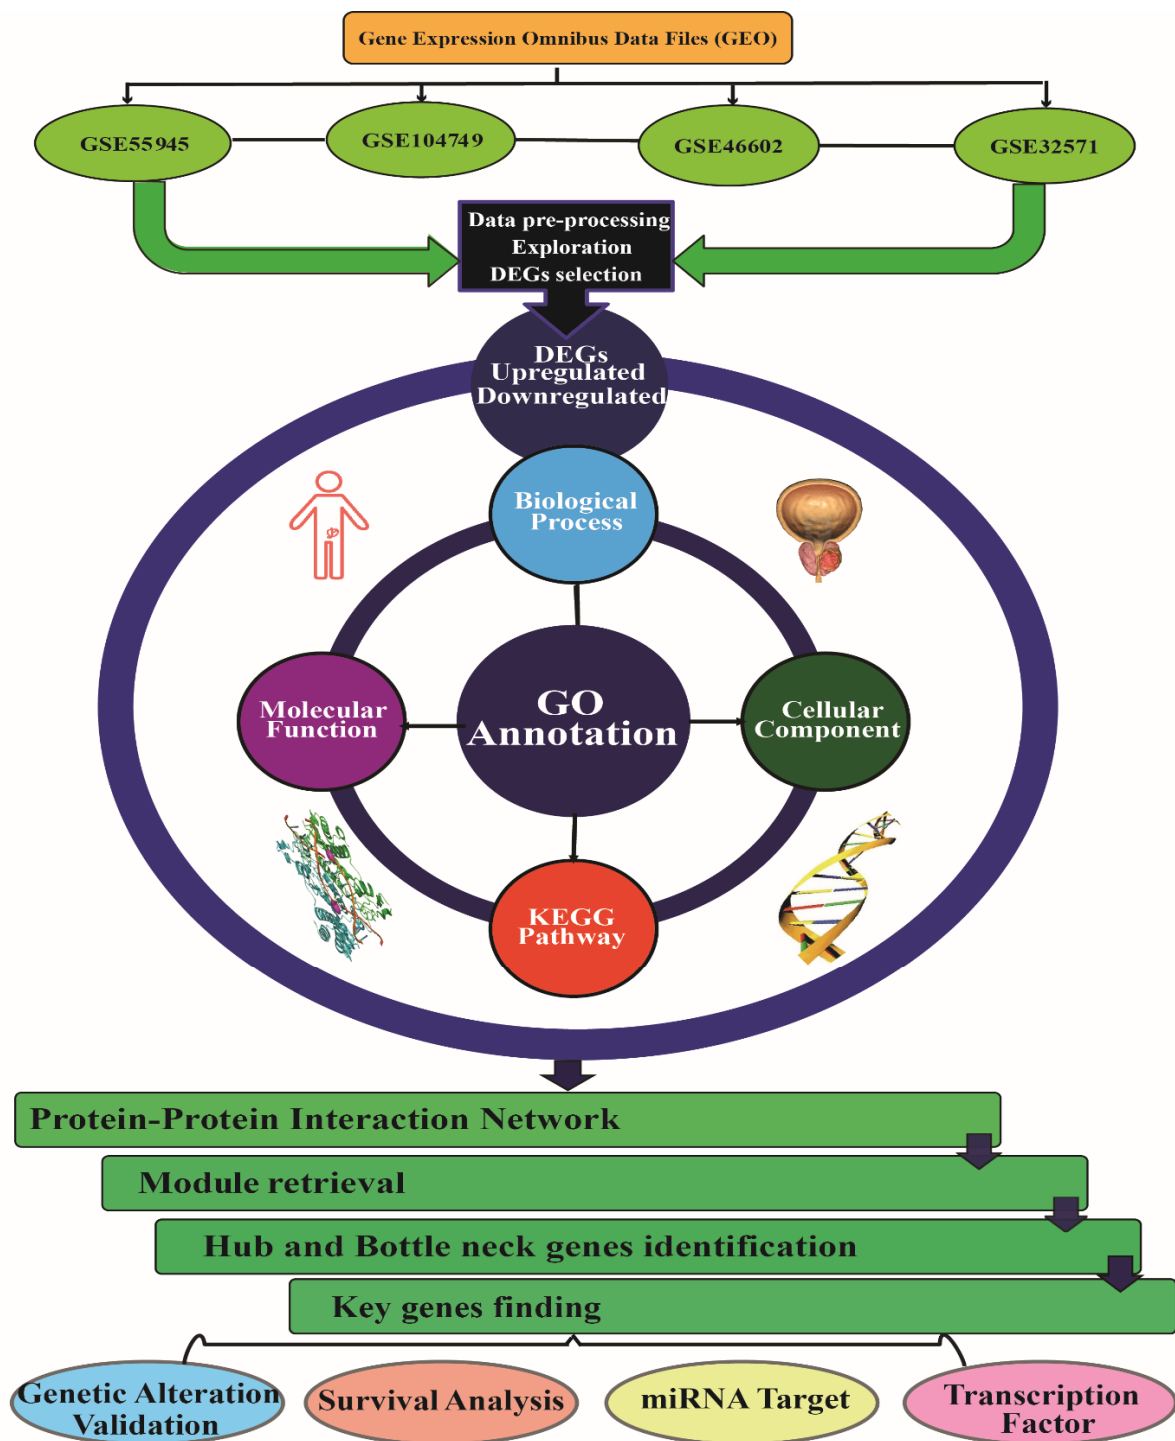 Gene Expression Omnibus Data Files (GEO)
GSE55945
GSE104749
GSE46602
GSE32571
Data pre-processing
Exploration
DEGs selection
DEGs
Upregulated
Downregulated
Biological
Process
Molecular
Function
GO
Annotation
Cellular
Component
KEGG
Pathway
Protein-Protein Interaction Network
Module retrieval
Hub and Bottle neck genes identification
Key genes finding
Genetic Alteration
Validation
Survival Analysis
miRNA Target
Transcription
Factor